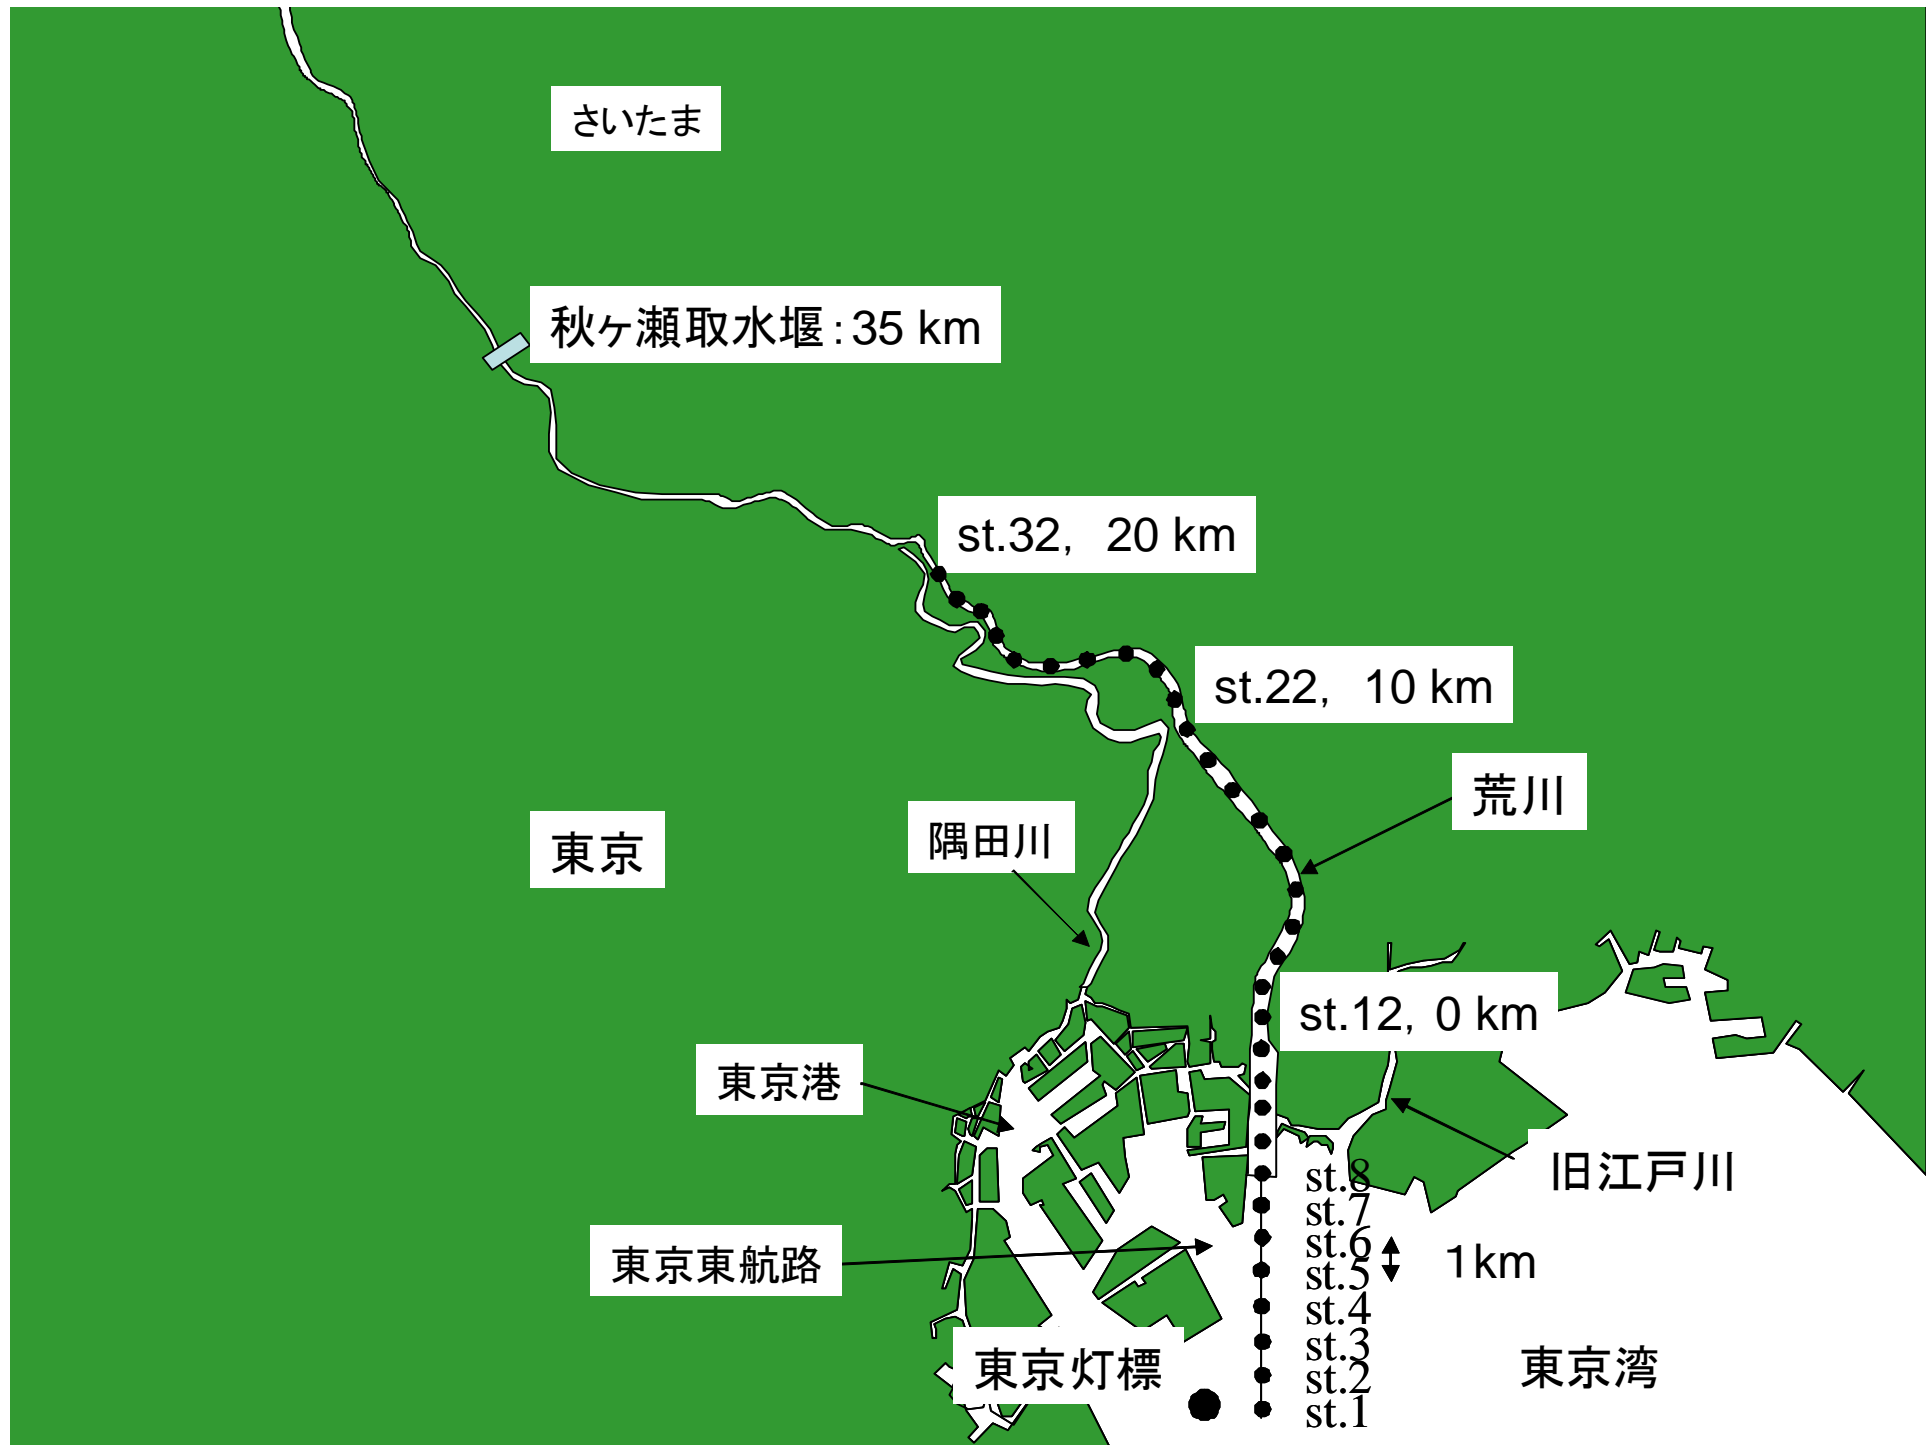 さいたま
秋ヶ瀬取水堰:35 km
st.32, 20 km
st.22, 10 km
荒川
隅田川
東京
st.12, 0 km
東京港
旧江戸川
st.8
st.7
st.6
st.5
1km
東京東航路
st.4
st.3
st.2
st.1
東京灯標
東京湾